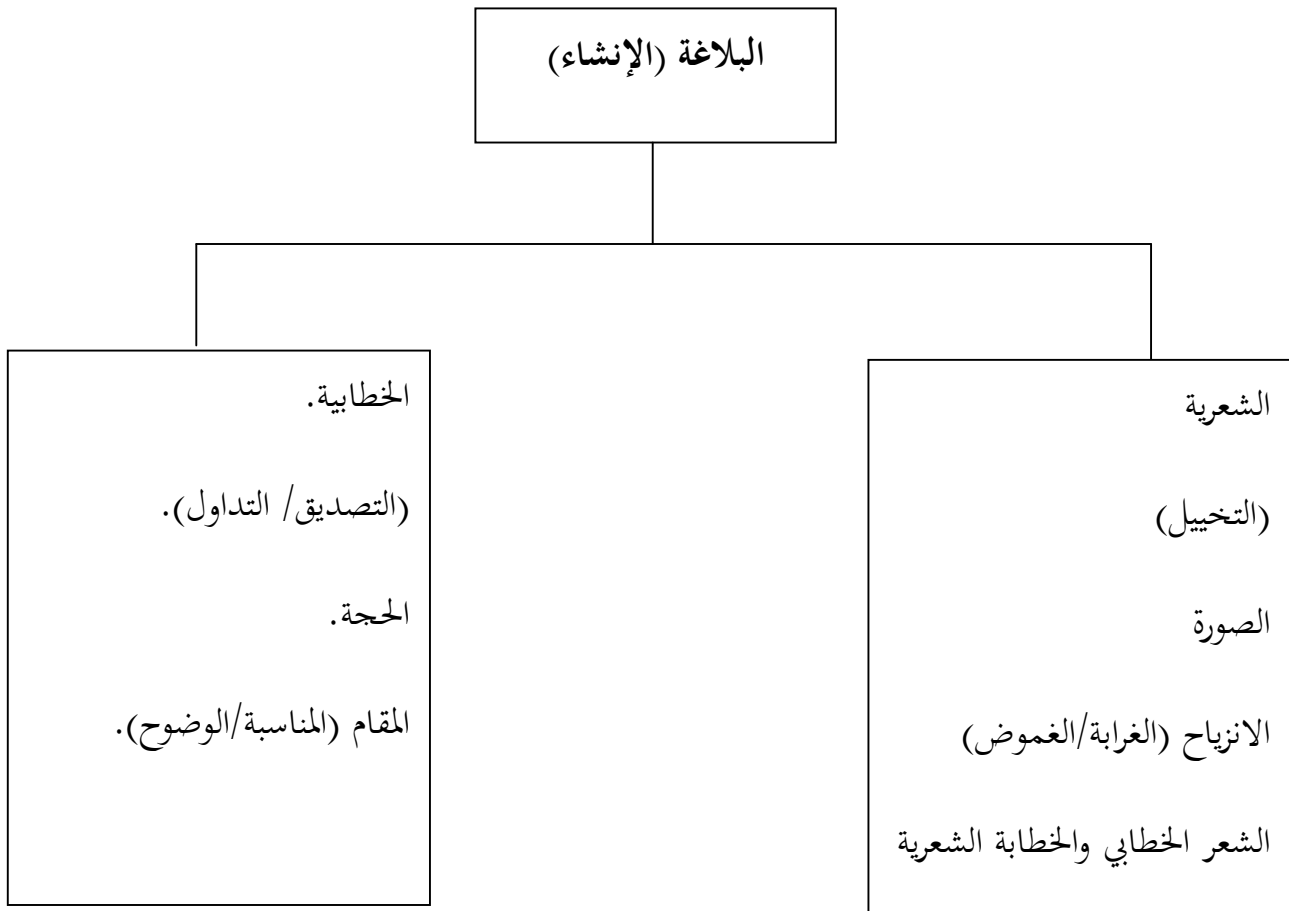 البلاغة (الإنشاء)
الشعرية
(التخييل)
الصورة
الانزياح (الغرابة/الغموض)
الشعر الخطابي والخطابة الشعرية
الخطابية.
(التصديق/ التداول).
الحجة.
المقام (المناسبة/الوضوح).